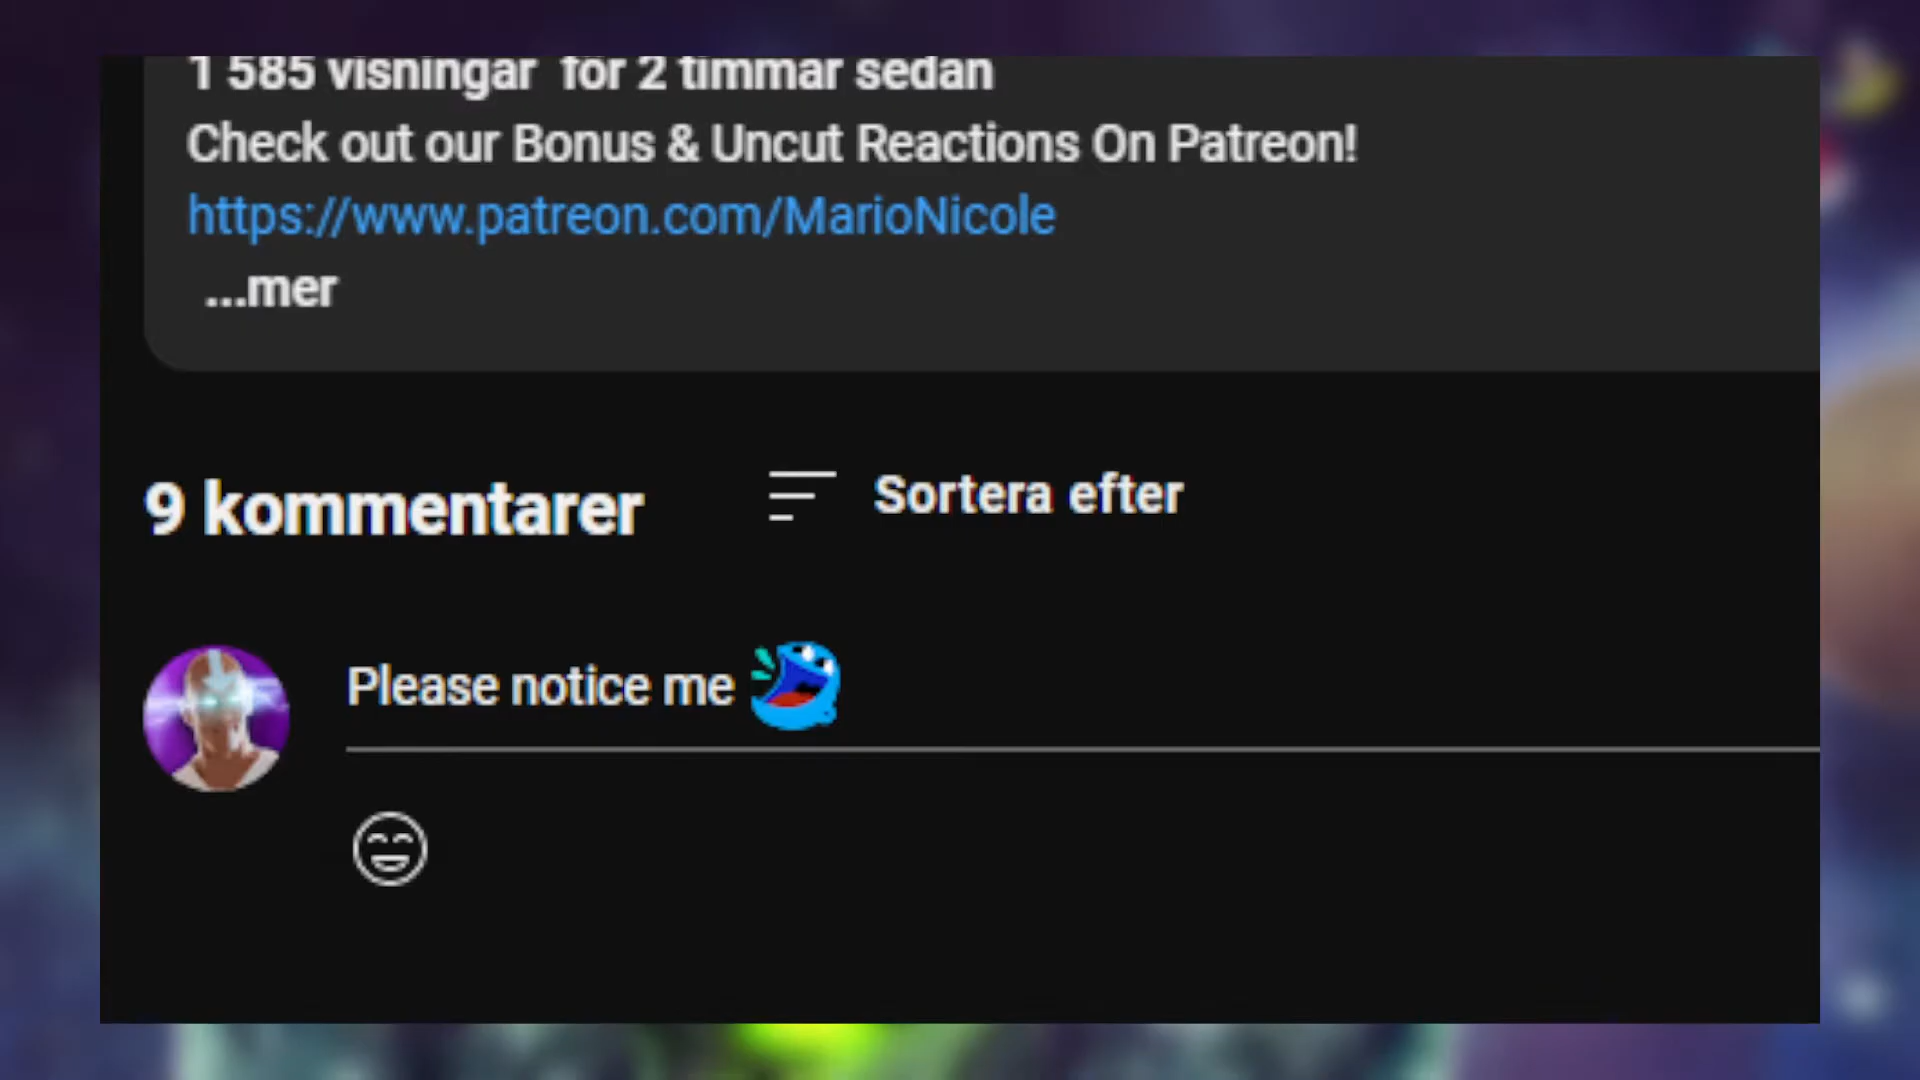 1 585 visningar för 2 timmar sedan
Check out our Bonus & Uncut Reactions On Patreon!
https://www.patreon.com/MarioNicole
...mer
9 kommentarer
Sortera efter
Please notice me